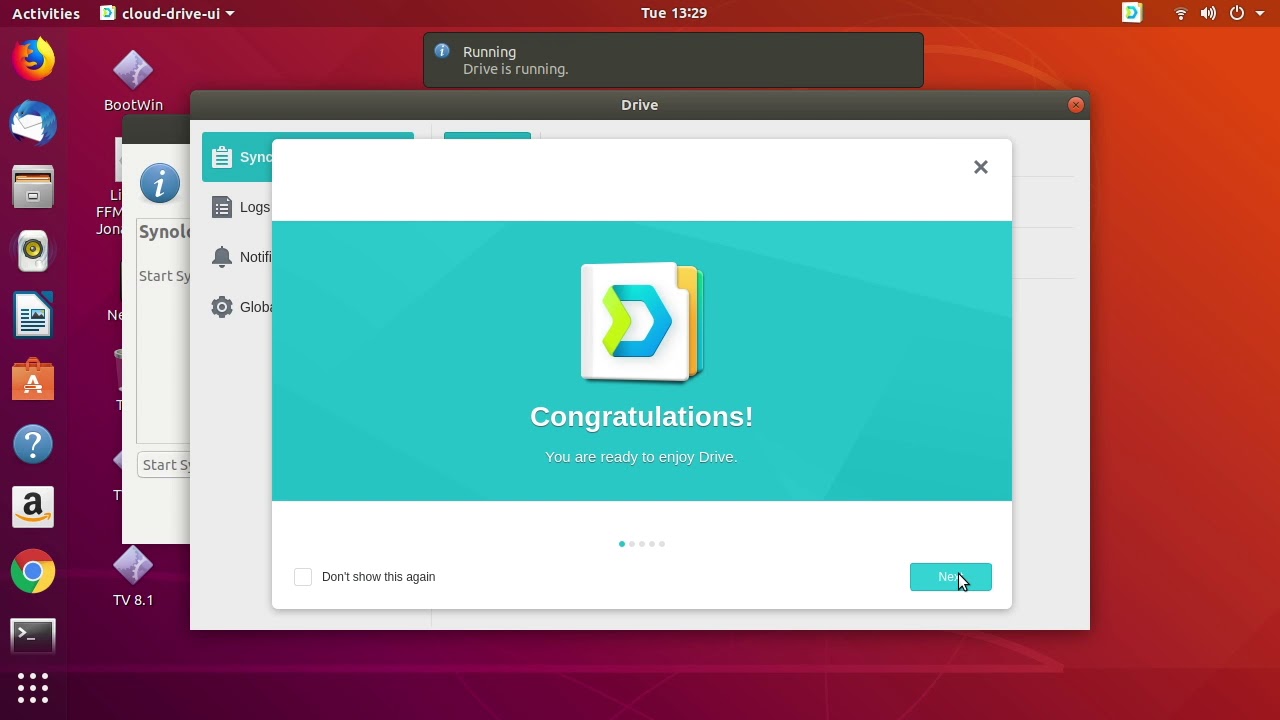 Activities
cloud-drive-ui
Tue 13:29
Running
Drive is running.
BootWin
Drive
Sync
Logs
Notifi
Globa
Li
FFM
Jona
Ne
T
T
TV 8.1
Synolo
Start Sy
Start Sy
Congratulations!
You are ready to enjoy Drive.
Don't show this again
Nex